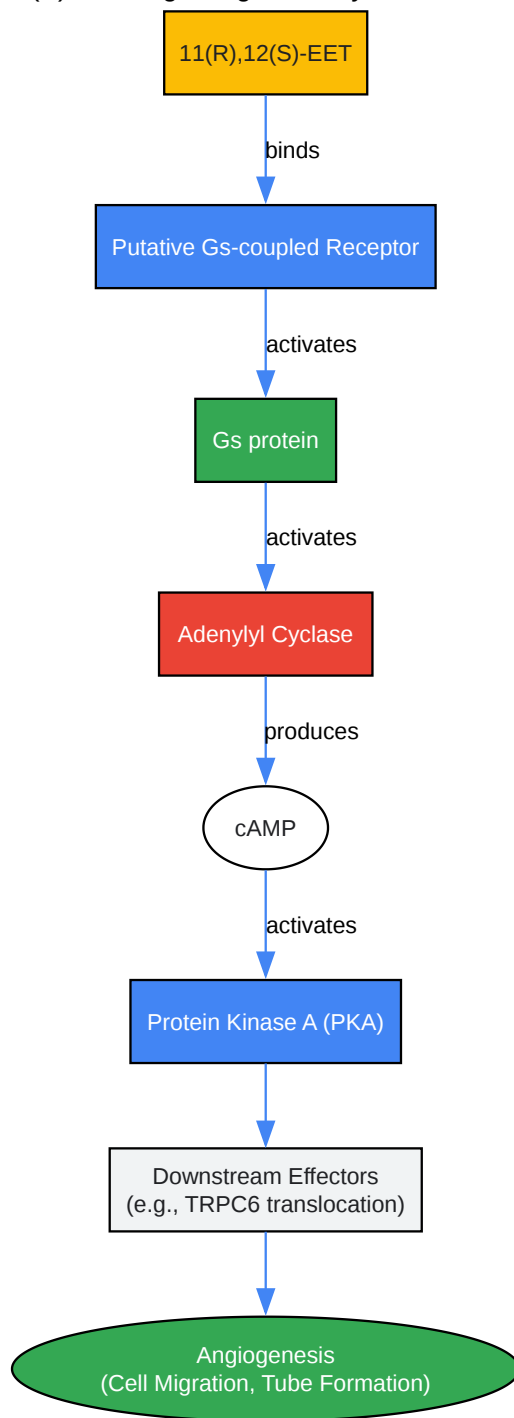 11(R),12(S)-EET
binds
Putative Gs-coupled Receptor
activates
Gs protein
activates
Adenylyl Cyclase
produces
cAMP
activates
Protein Kinase A (PKA)
Downstream Effectors
(e.g., TRPC6 translocation)
Angiogenesis
(Cell Migration, Tube Formation)